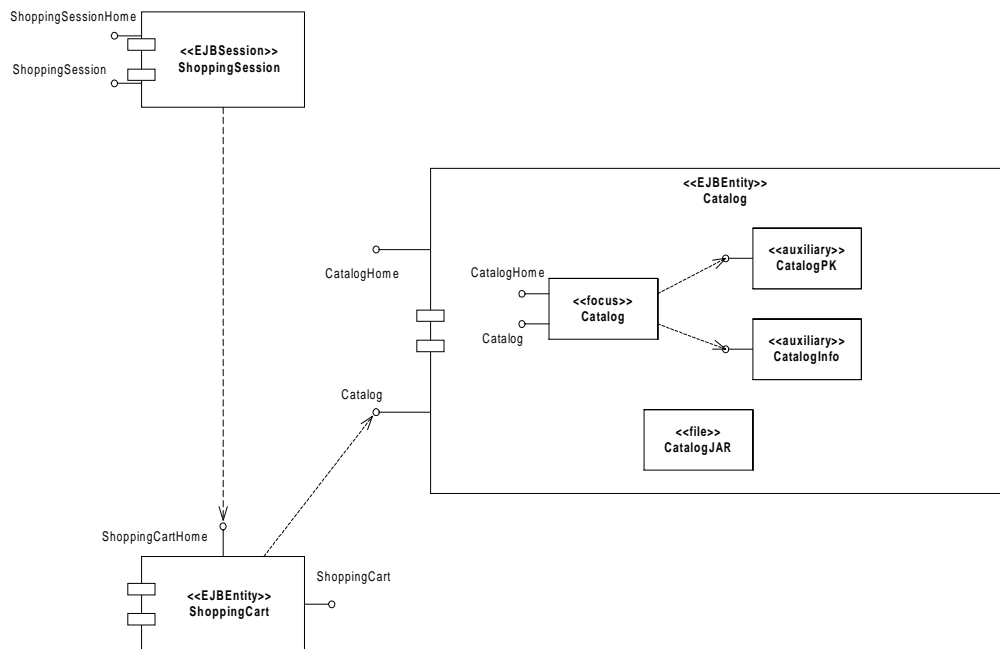 ShoppingSessionHome
<<EJBSession>>
ShoppingSession
ShoppingSession
<<EJBEntity>>
Catalog
<<auxiliary>>
CatalogPK
CatalogHome
CatalogHome
<<focus>>
Catalog
Catalog
<<auxiliary>>
CatalogInfo
Catalog
<<file>>
CatalogJAR
ShoppingCartHome
ShoppingCart
<<EJBEntity>>
ShoppingCart